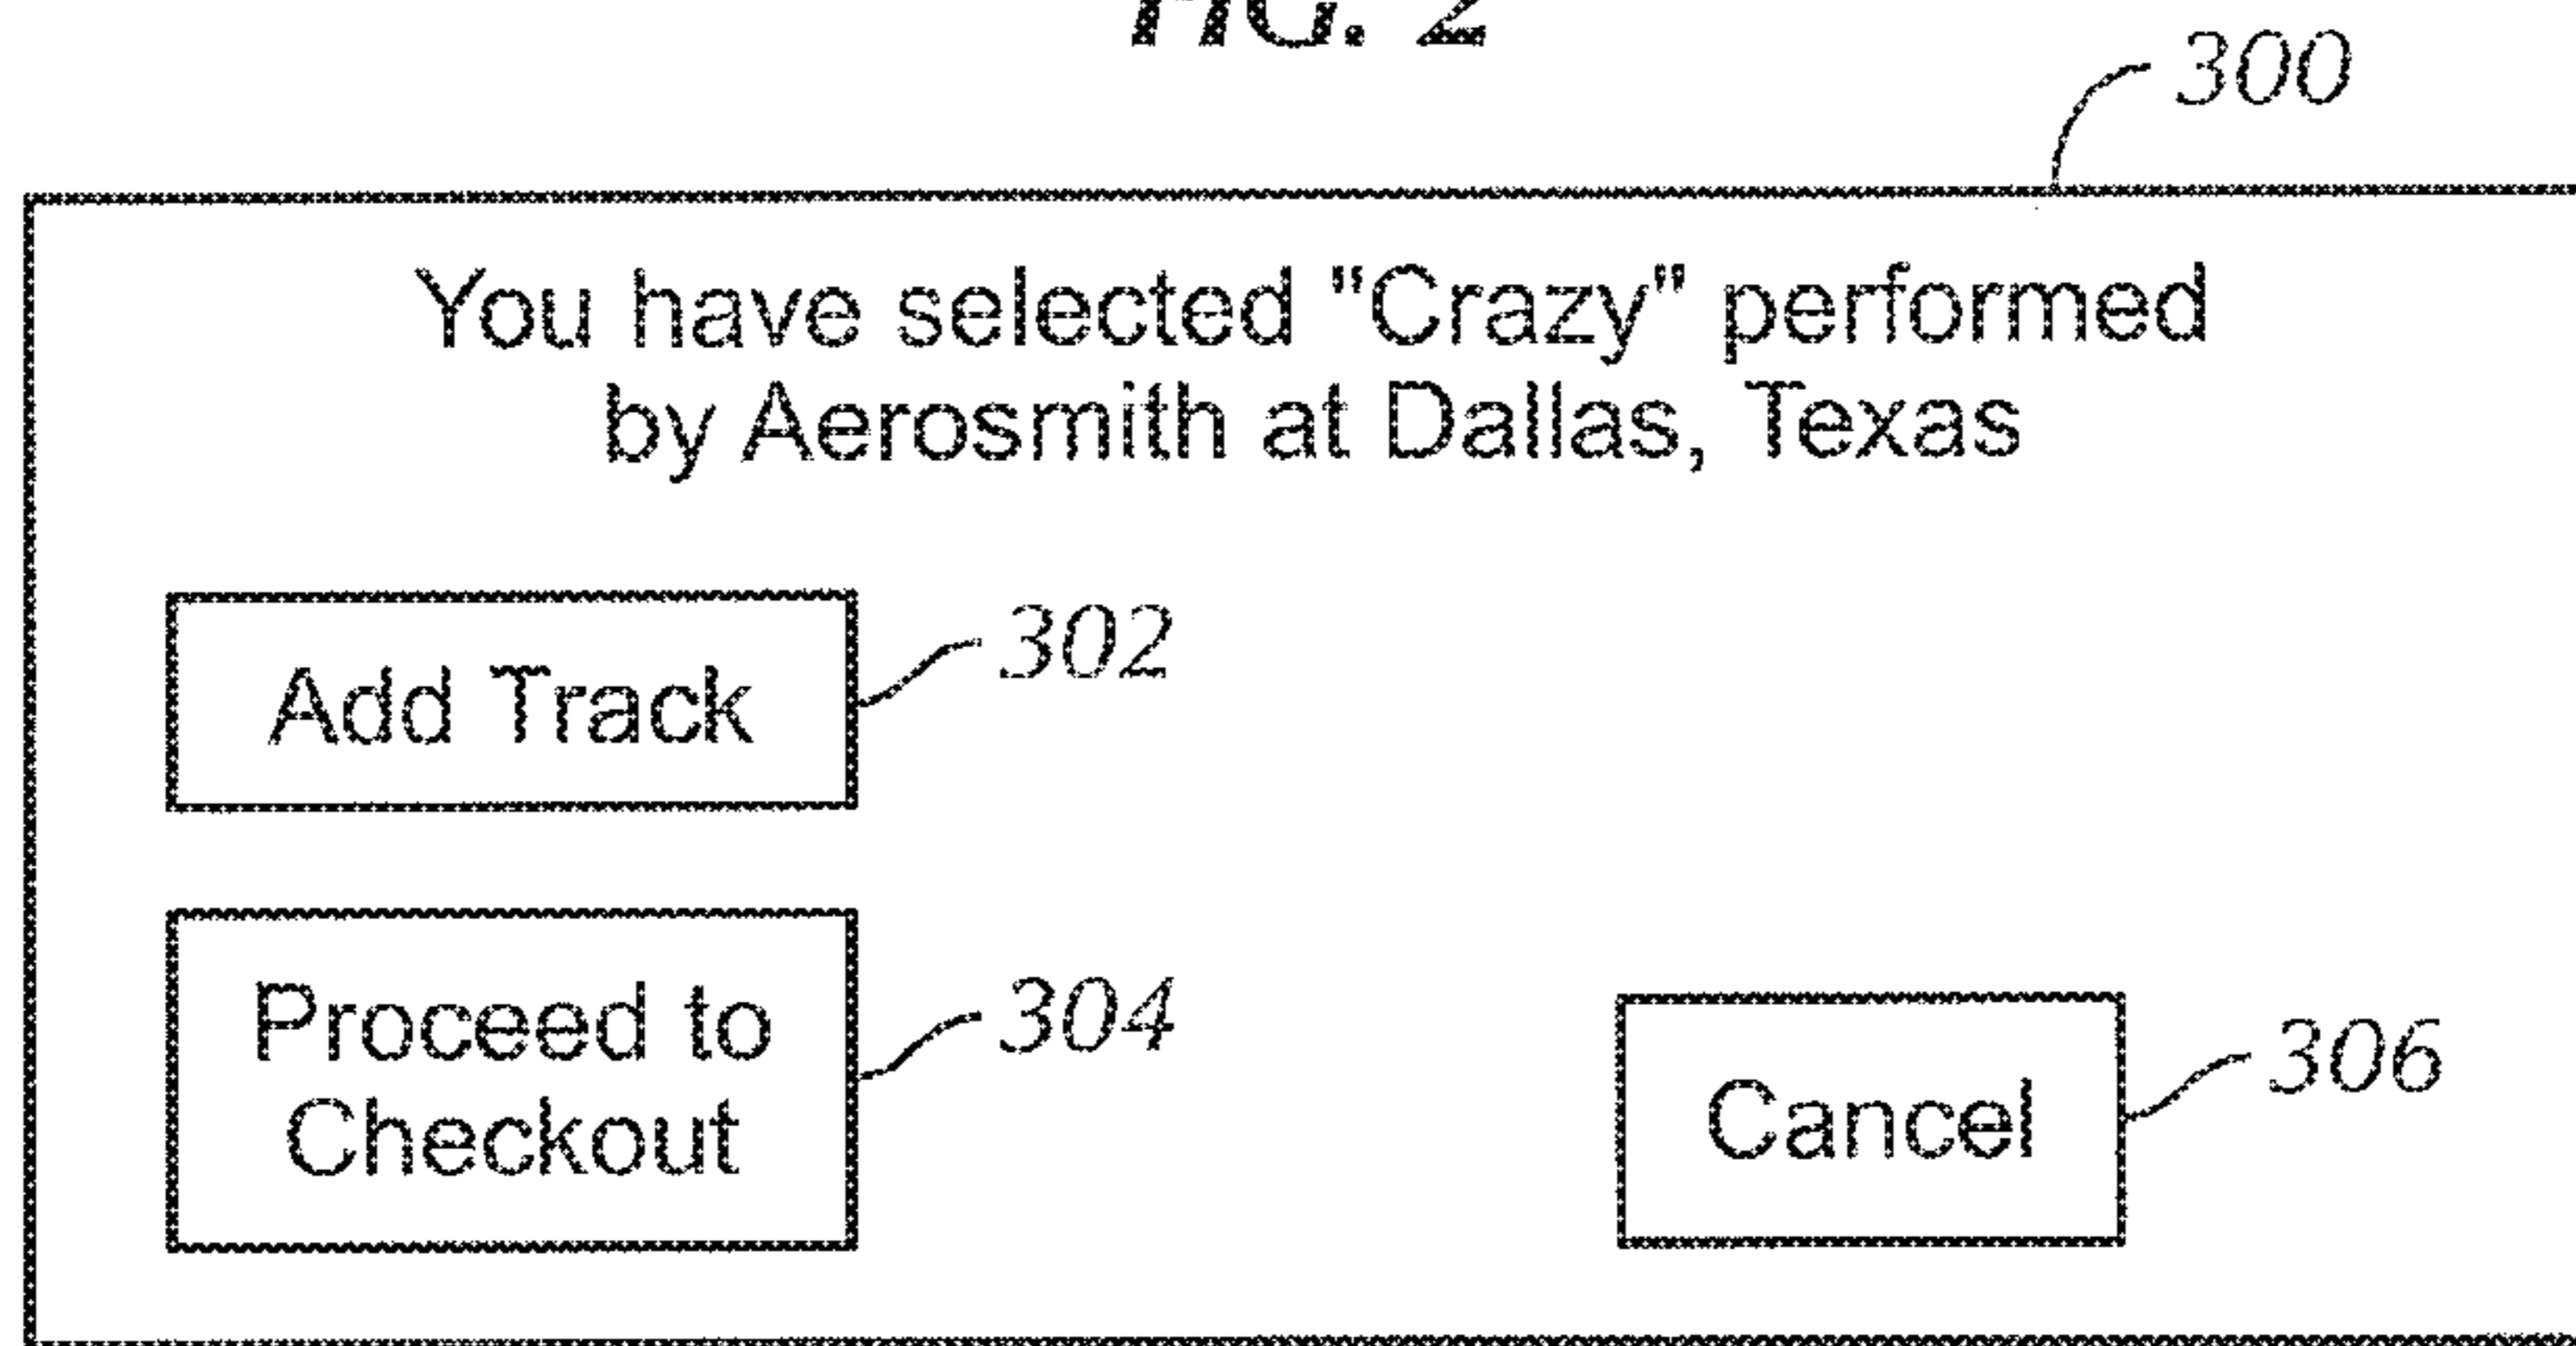 FIG. 2
300
You have selected "Crazy" performed
by Aerosmith at Dallas, Texas
Add Track
302
Proceed to
Checkout
304
Cancel
306